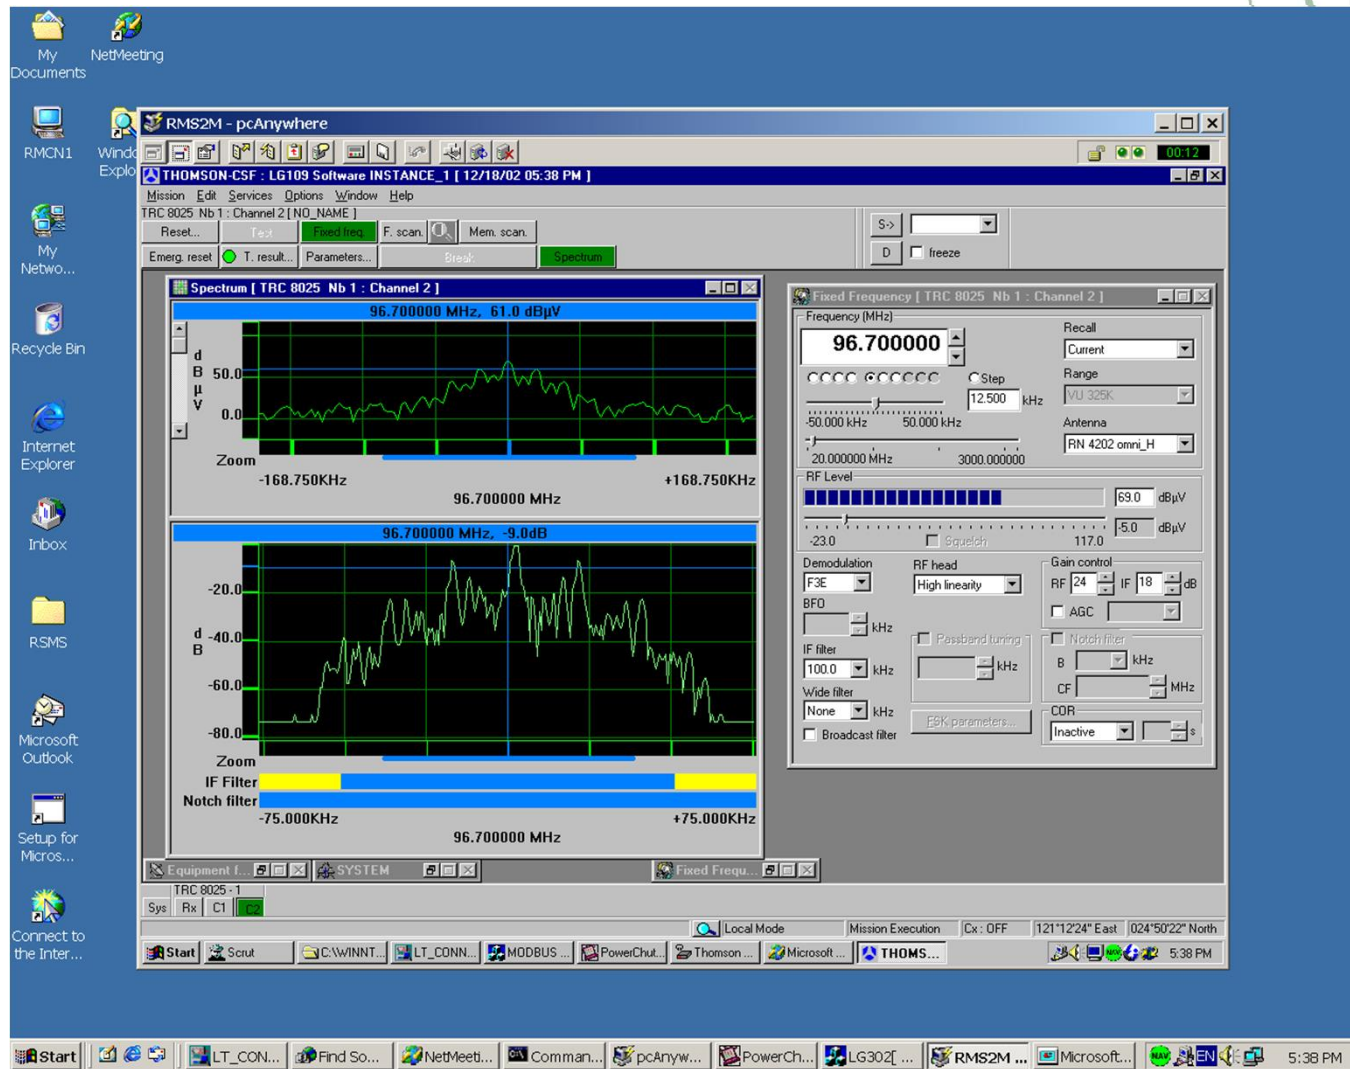 My Documents
NetMeeting
RMCN1
Windo
Explo
My Netwo...
Recycle Bin
Internet Explorer
Inbox
RSMS
Microsoft Outlook
Setup for Micros...
Connect to the Inter...
RMS2M - pcAnywhere
00:12
THOMSON-CSF : LG109 Software INSTANCE_1 [ 12/18/02 05:38 PM ]
Mission Edit Services Options Window Help
TRC 8025 Nb 1 : Channel 2 [ NO_NAME ]
Reset... Text Fixed freq. F. scan. Mem. scan.
S->
Emerg. reset T. result... Parameters... Break Spectrum
D freeze
Spectrum [ TRC 8025 Nb 1 : Channel 2 ]
96.700000 MHz, 61.0 dBµV
dBµV
50.0
0.0
Zoom
-168.750KHz +168.750KHz
96.700000 MHz
96.700000 MHz, -9.0dB
-20.0
dB
-40.0
-60.0
-80.0
Zoom
IF Filter
Notch filter
-75.000KHz +75.000KHz
96.700000 MHz
Fixed Frequency [ TRC 8025 Nb 1 : Channel 2 ]
Frequency (MHz)
96.700000
Recall
Current
Step
12.500 kHz
Range
VU 325K
-50.000 kHz 50.000 kHz
Antenna
RN 4202 omni_H
20.000000 MHz 3000.000000
RF Level
69.0 dBµV
-5.0 dBµV
-23.0 Squelch 117.0
Demodulation
F3E
RF head
High linearity
Gain control
RF 24 IF 18 dB
AGC
BFO
kHz
Passband tuning
kHz
Notch filter
B kHz
CF MHz
IF filter
100.0 kHz
Wide filter
None kHz
FSK parameters...
COR
Inactive s
Broadcast filter
Equipment f... SYSTEM Fixed Frequ...
TRC 8025 - 1
Sys Rx C1 C2
Local Mode Mission Execution Cx : OFF 121°12'24" East 024°50'22" North
Start Scrut C:\WINNT... LT_CONN... MODBUS ... PowerChut... Thomson ... Microsoft ... THOMS... NAV 5:38 PM
Start LT_CON... Find So... NetMeeti... Comman... pcAnyw... PowerCh... LG302[ ... RMS2M ... Microsoft... NAV EN 5:38 PM